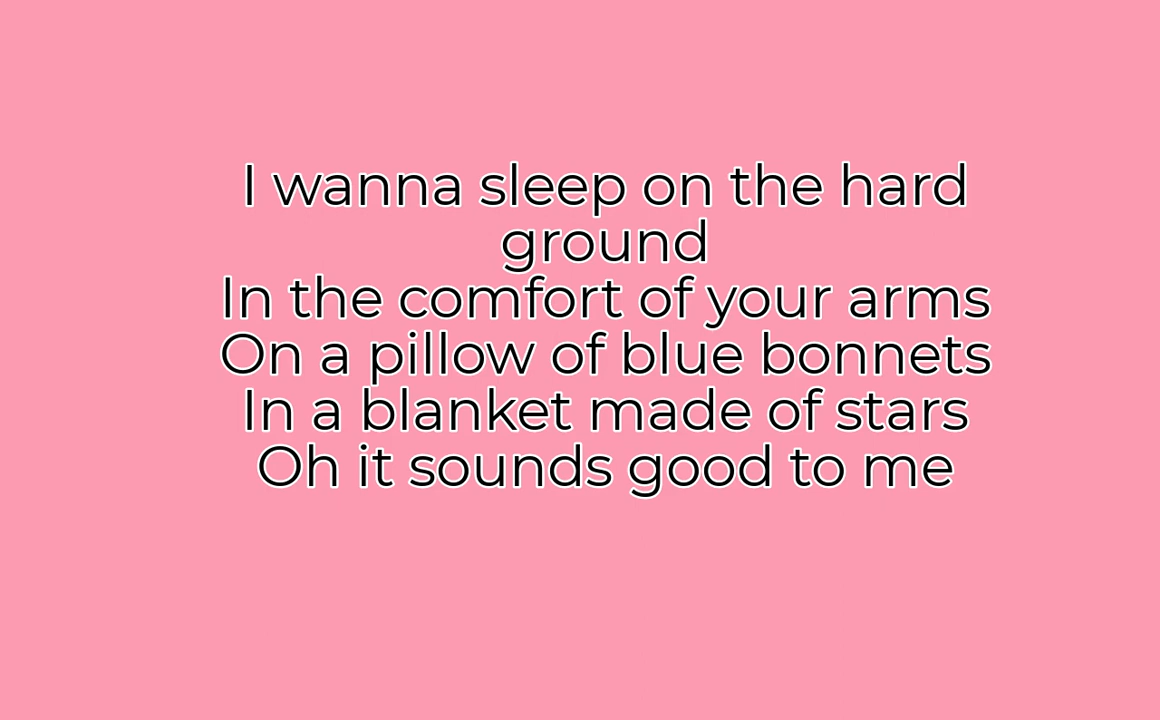 I wanna sleep on the hard
ground
In the comfort of your arms
On a pillow of blue bonnets
In a blanket made of stars
Oh it sounds good to me